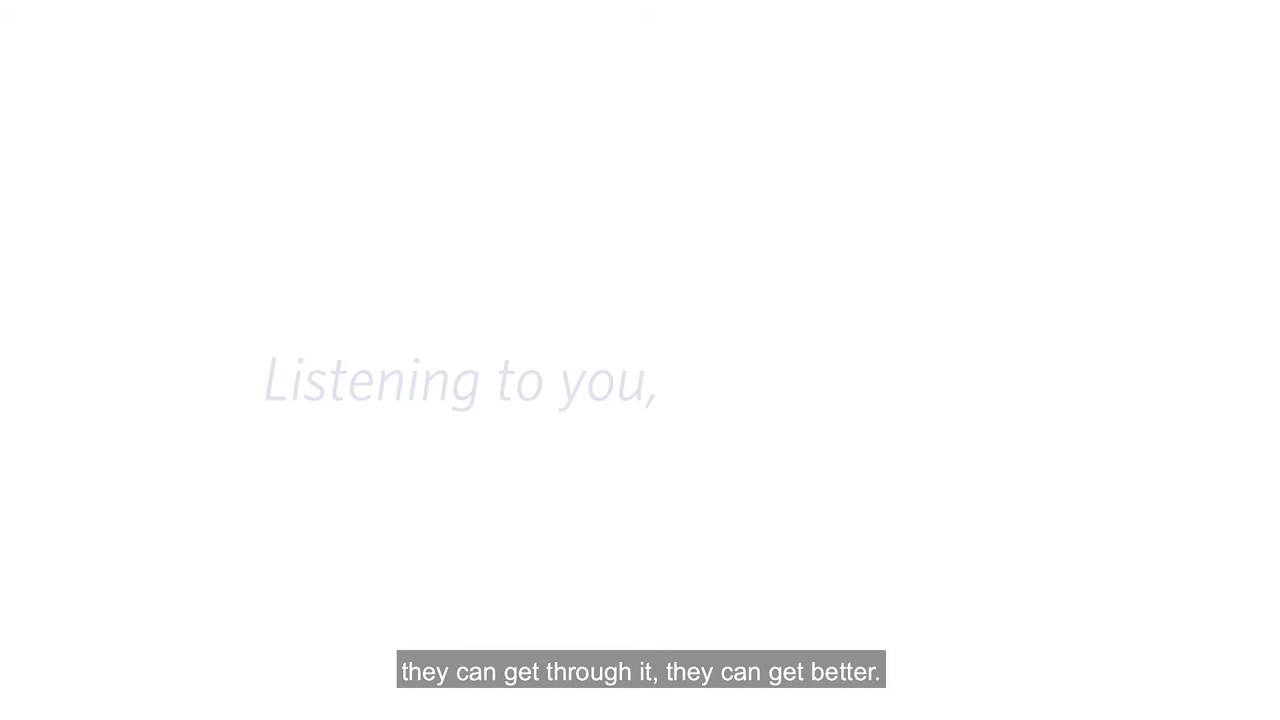 Listening to you,
they can get through it, they can get better.